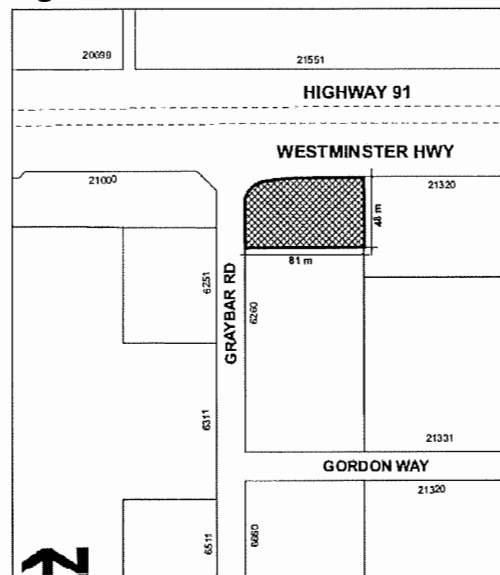 20699
21551
HIGHWAY 91
WESTMINSTER HWY
21000
21320
48 m
81 m
6251
GRAYBAR RD
6260
6311
21331
GORDON WAY
21320
6511
6660
N